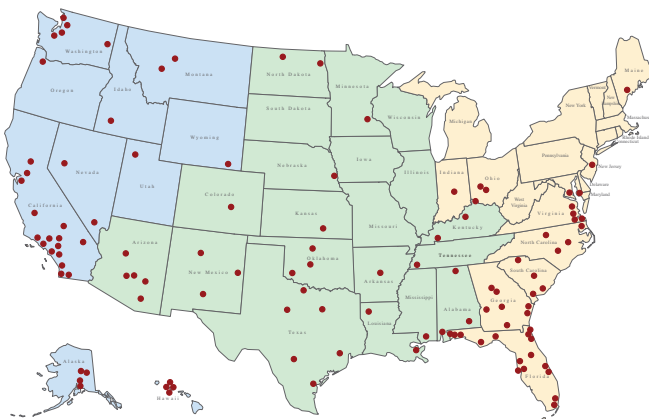 Washington
Montana
North Dakota
Minnesota
Maine
Oregon
Idaho
South Dakota
Wisconsin
Michigan
New York
Vermont
New
Hampshire
Massachusetts
Rhode Island
Connecticut
Wyoming
Nebraska
Iowa
Pennsylvania
New Jersey
Nevada
Utah
Colorado
Illinois
Indiana
Ohio
West
Virginia
Delaware
Maryland
California
Kansas
Missouri
Kentucky
Virginia
Arizona
New Mexico
Oklahoma
Arkansas
Tennessee
North Carolina
South Carolina
Texas
Louisiana
Mississippi
Alabama
Georgia
Florida
Alaska
Hawaii